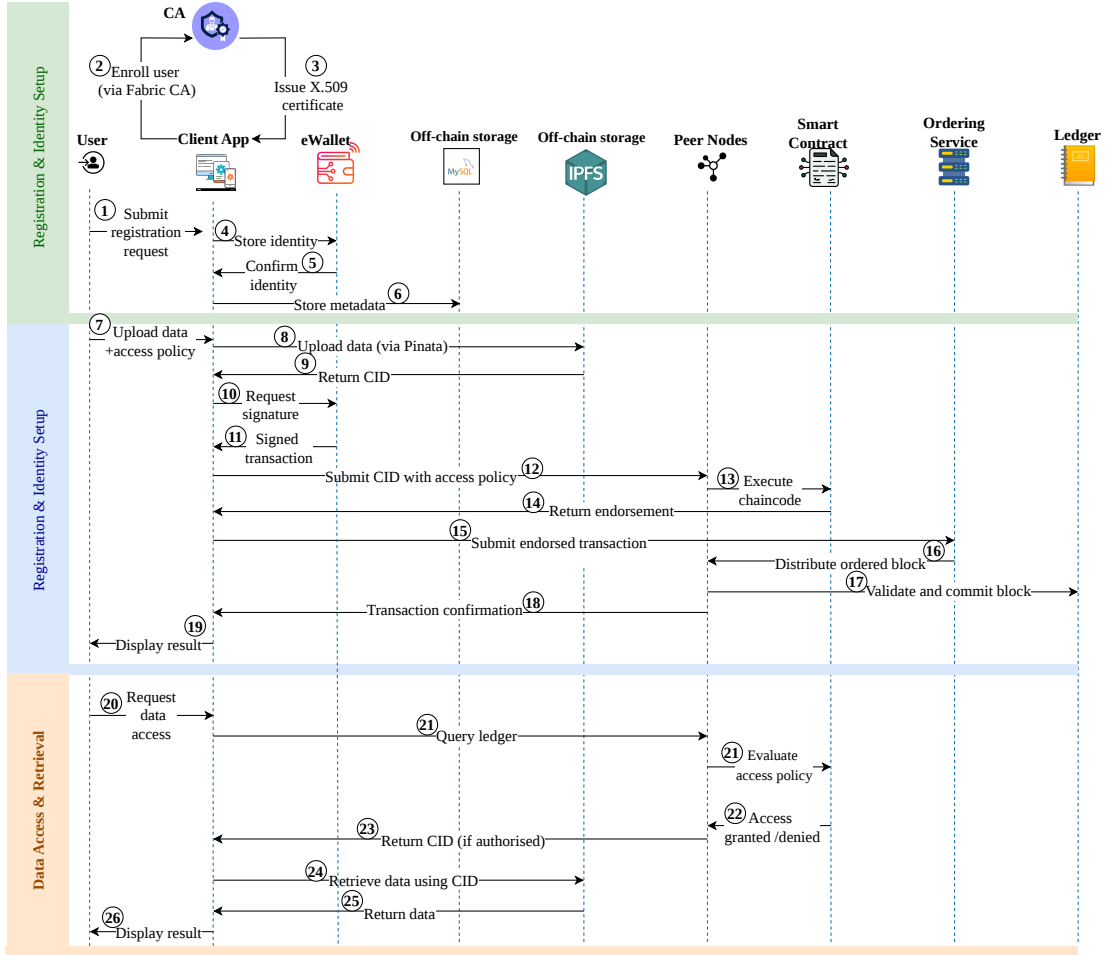 CA
2
Enroll user
(via Fabric CA)
3
Issue X.509
certificate
User
Client App
eWallet
Off-chain storage
MySQL
Off-chain storage
IPFS
Peer Nodes
Smart
Contract
Ordering
Service
Ledger
Registration & Identity Setup
1
Submit
registration
request
4
Store identity
5
Confirm
identity
6
Store metadata
Registration & Identity Setup
7
Upload data
+access policy
8
Upload data (via Pinata)
9
Return CID
10
Request
signature
11
Signed
transaction
12
Submit CID with access policy
13
Execute
chaincode
14
Return endorsement
15
Submit endorsed transaction
16
Distribute ordered block
17
Validate and commit block
18
Transaction confirmation
19
Display result
Data Access & Retrieval
20
Request
data
access
21
Query ledger
21
Evaluate
access policy
22
Access
granted /denied
23
Return CID (if authorised)
24
Retrieve data using CID
25
Return data
26
Display result